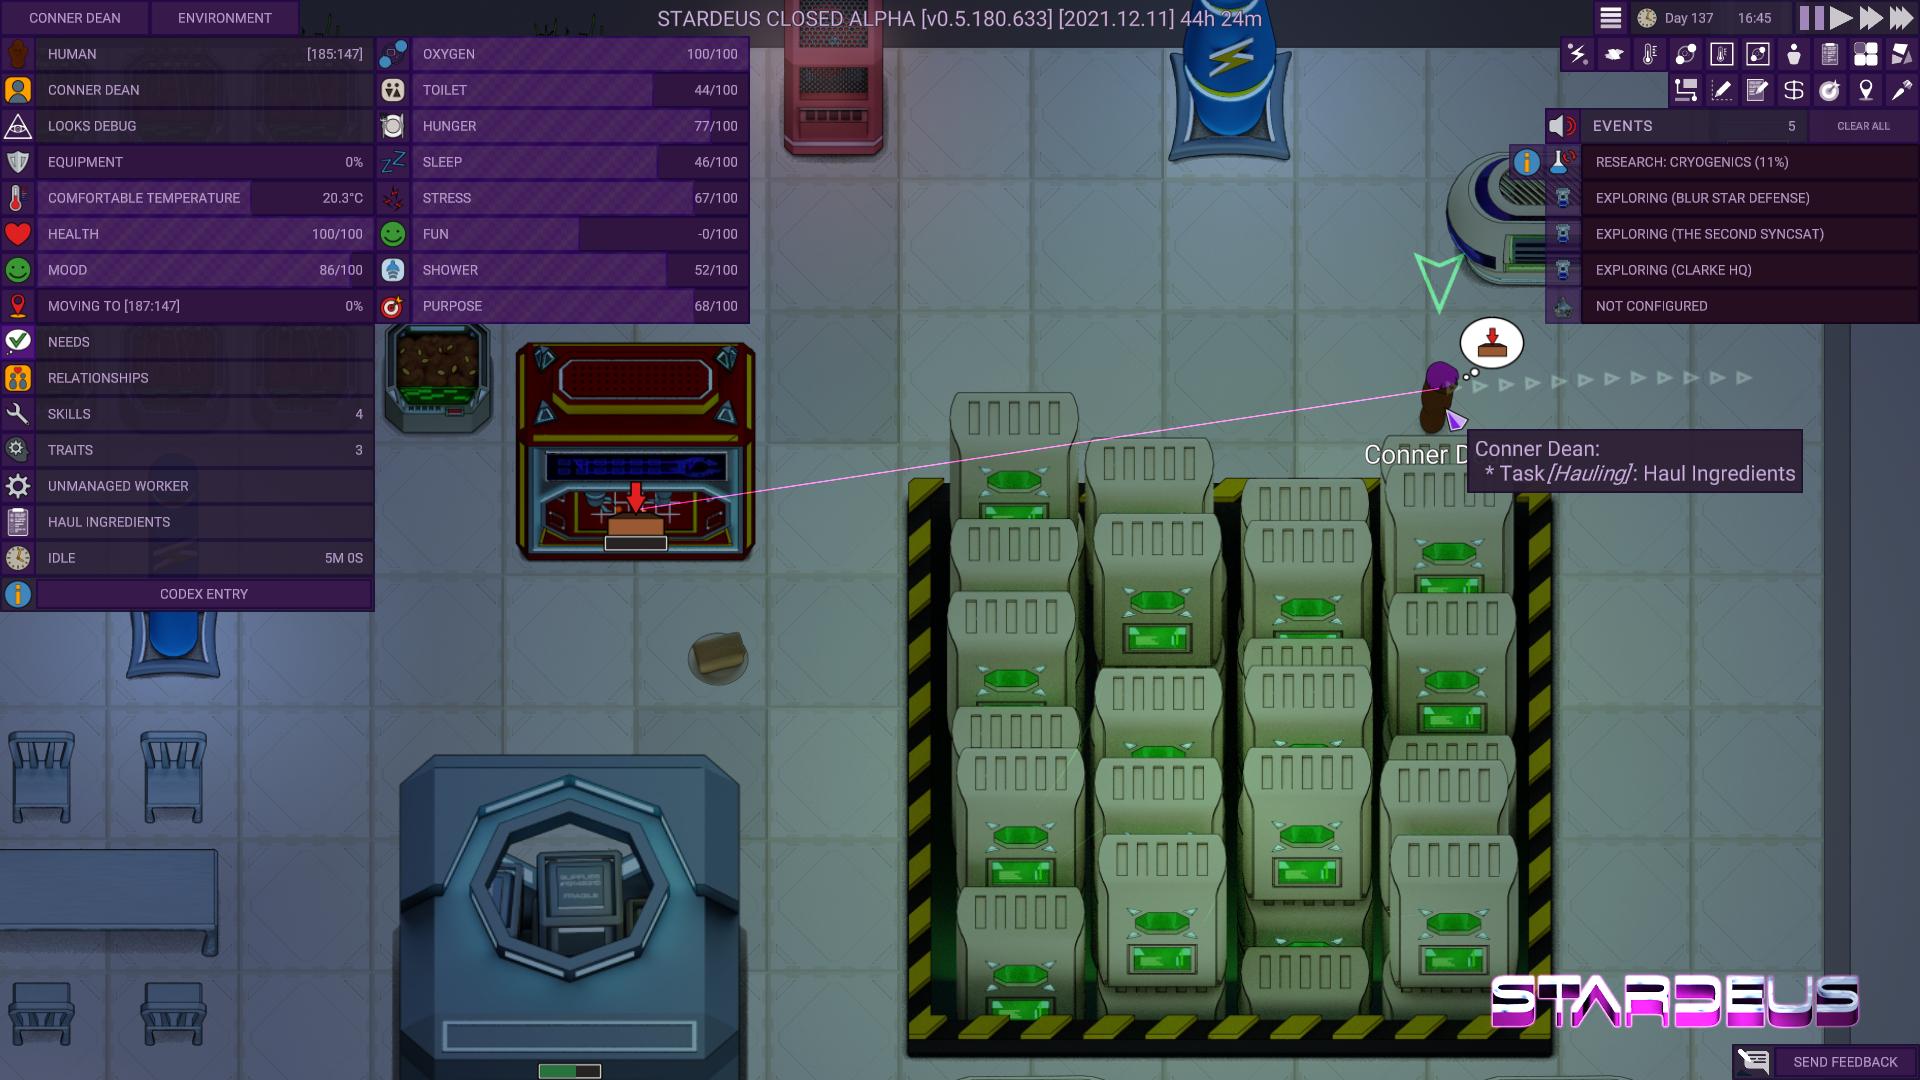 CONNER DEAN
ENVIRONMENT
STARDEUS CLOSED ALPHA [v0.5.180.633] [2021.12.11] 44h 24m
Day 137 16:45
HUMAN [185:147]
CONNER DEAN
LOOKS DEBUG
EQUIPMENT 0%
COMFORTABLE TEMPERATURE 20.3°C
HEALTH 100/100
MOOD 86/100
MOVING TO [187:147] 0%
NEEDS
RELATIONSHIPS
SKILLS 4
TRAITS 3
UNMANAGED WORKER
HAUL INGREDIENTS
IDLE 5M 0S
CODEX ENTRY
OXYGEN 100/100
TOILET 44/100
HUNGER 77/100
SLEEP 46/100
STRESS 67/100
FUN -0/100
SHOWER 52/100
PURPOSE 68/100
EVENTS 5 CLEAR ALL
RESEARCH: CRYOGENICS (11%)
EXPLORING (BLUR STAR DEFENSE)
EXPLORING (THE SECOND SYNCSAT)
EXPLORING (CLARKE HQ)
NOT CONFIGURED
Conner D
Conner Dean:
* Task[Hauling]: Haul Ingredients
SUPPLIES
FRAGILE
STARDEUS
SEND FEEDBACK